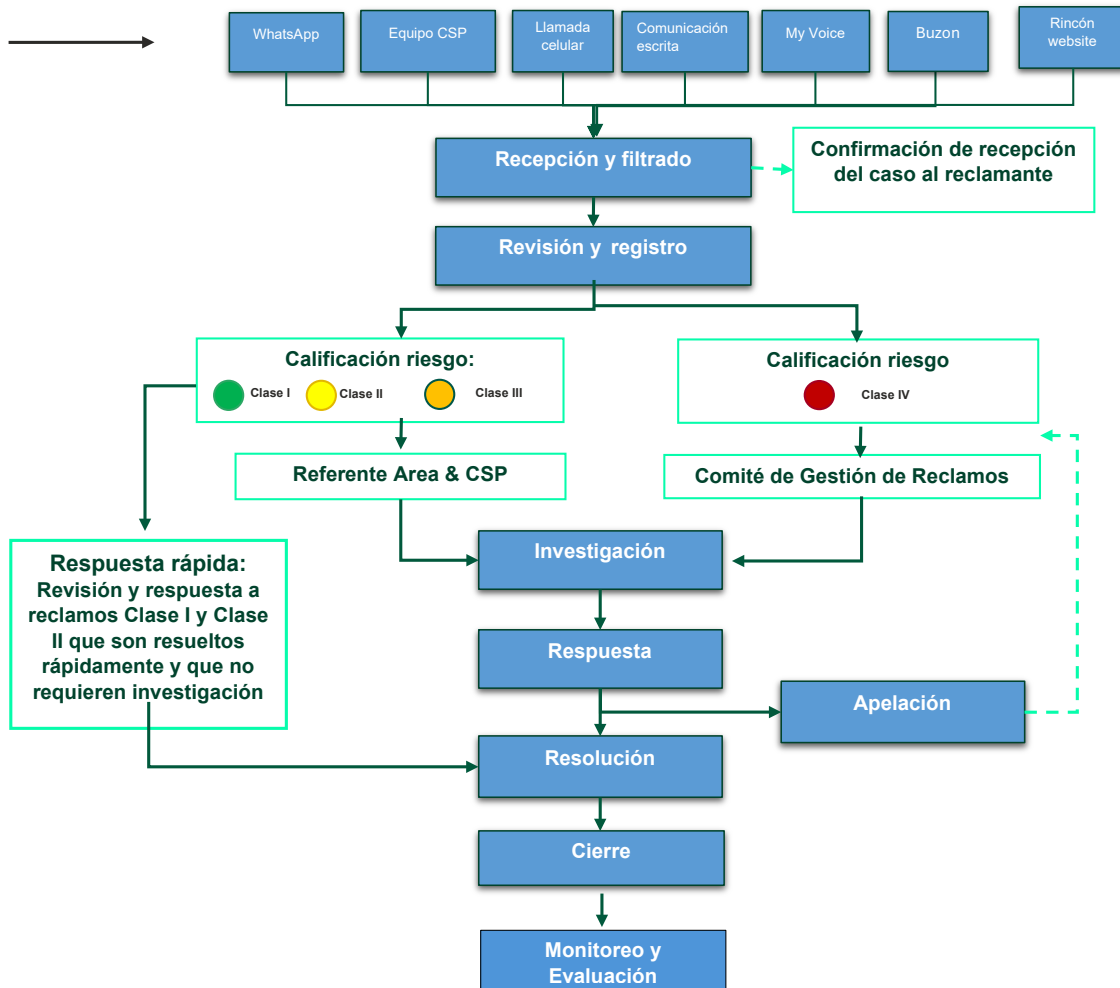 WhatsApp
Equipo CSP
Llamada
celular
Comunicación
escrita
My Voice
Buzon
Rincón
website
Recepción y filtrado
Confirmación de recepción
del caso al reclamante
Revisión y registro
Calificación riesgo:
Clase I
Clase II
Clase III
Calificación riesgo
Clase IV
Referente Area & CSP
Comité de Gestión de Reclamos
Respuesta rápida:
Revisión y respuesta a
reclamos Clase I y Clase
II que son resueltos
rápidamente y que no
requieren investigación
Investigación
Respuesta
Apelación
Resolución
Cierre
Monitoreo y
Evaluación